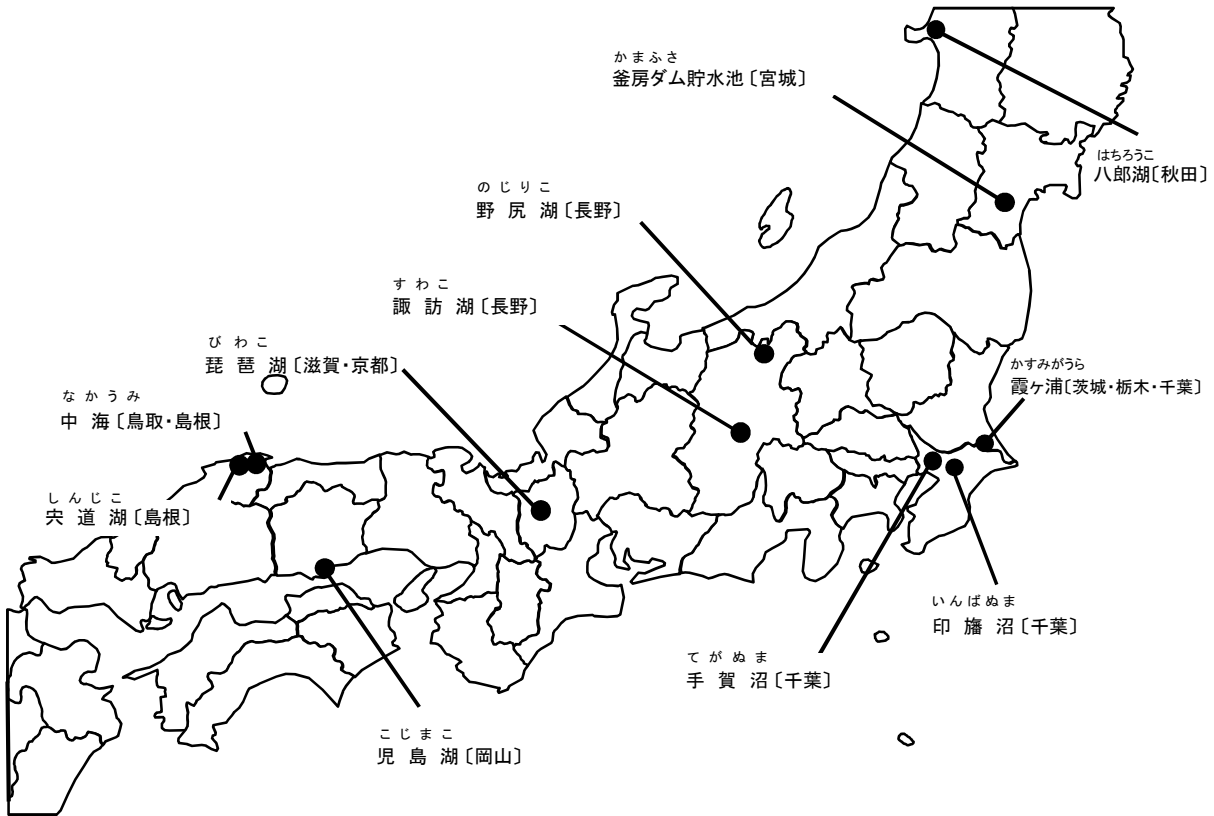 かまふさ
釜房ダム貯水池〔宮城〕
はちろうこ
八郎湖〔秋田〕
のじりこ
野尻湖〔長野〕
すわこ
諏訪湖〔長野〕
びわこ
琵琶湖〔滋賀・京都〕
かすみがうら
霞ヶ浦〔茨城・栃木・千葉〕
なかうみ
中海〔鳥取・島根〕
しんじこ
宍道湖〔島根〕
いんばぬま
印旛沼〔千葉〕
てがぬま
手賀沼〔千葉〕
こじまこ
児島湖〔岡山〕